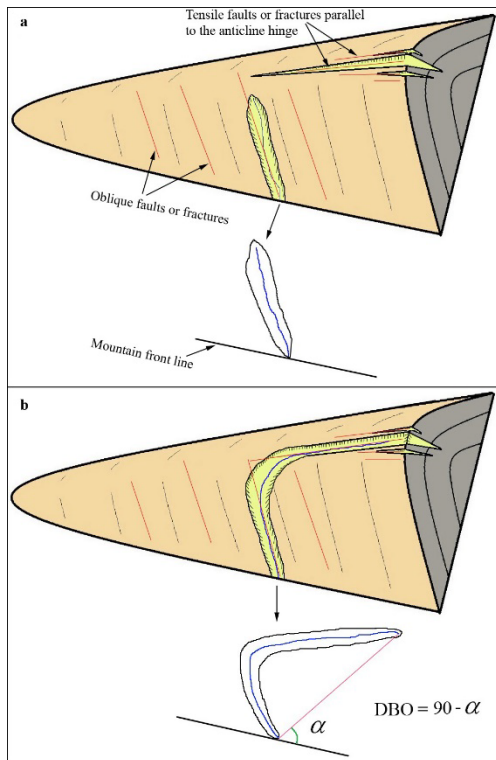 a
Tensile faults or fractures parallel
to the anticline hinge
Oblique faults or fractures
Mountain front line
b
α
DBO = 90 - α